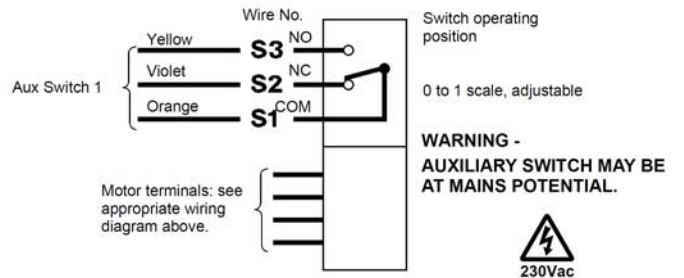 Wire No.
Switch operating
position
Yellow S3 NO
Violet S2 NC
Aux Switch 1
0 to 1 scale, adjustable
Orange S1 COM
WARNING -
AUXILIARY SWITCH MAY BE
AT MAINS POTENTIAL.
Motor terminals: see
appropriate wiring
diagram above.
230Vac